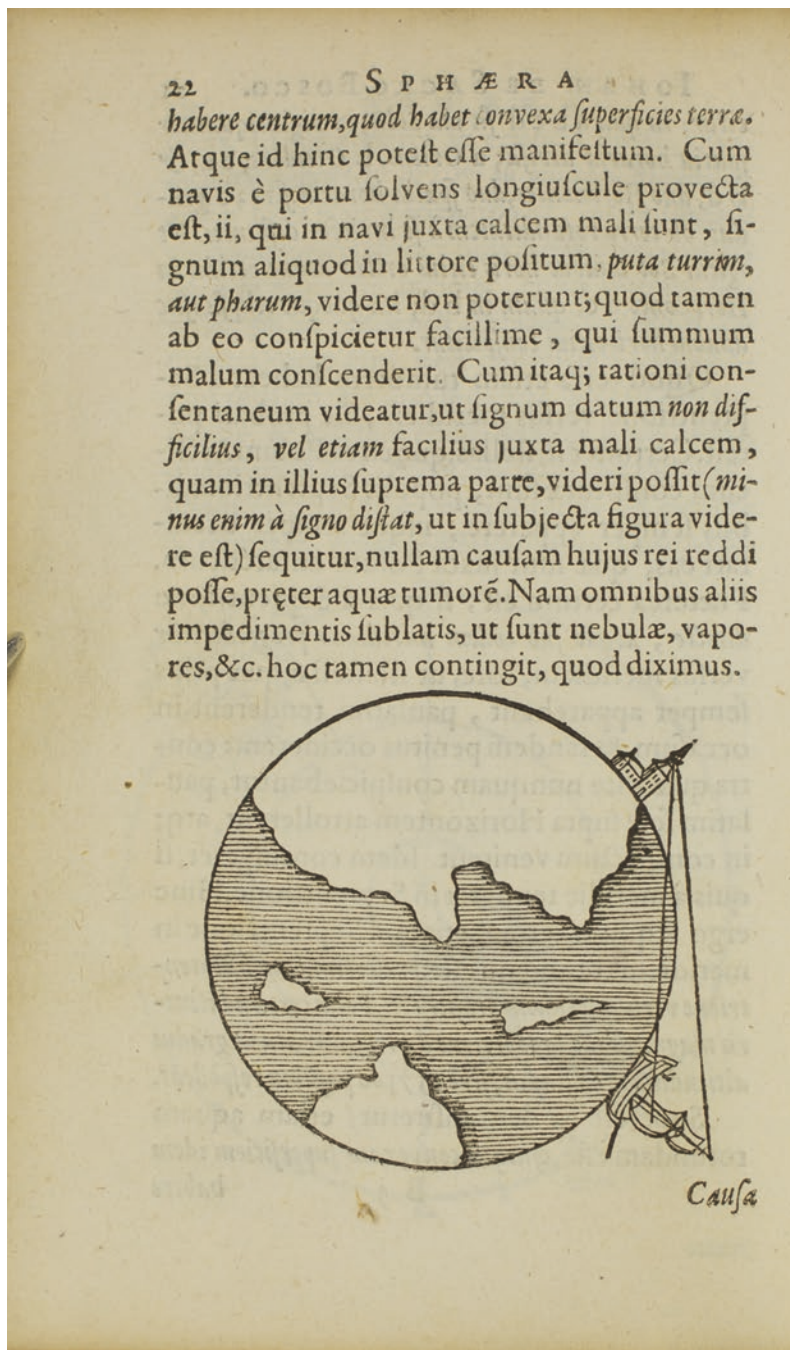 22 SPHÆRA
habere centrum, quod habet convexa ſuperficies terræ.
Atque id hinc poteſt eſſe manifeſtum. Cum
navis è portu ſolvens longiuſcule provecta
eſt, ii, qui in navi juxta calcem mali ſunt, ſi-
gnum aliquod in littore poſitum, puta turrim,
aut pharum, videre non poterunt; quod tamen
ab eo conſpicietur facillime, qui ſummum
malum conſcenderit. Cum itaq; rationi con-
ſentaneum videatur, ut ſignum datum non dif-
ficilius, vel etiam facilius juxta mali calcem,
quam in illius ſuprema parte, videri poſſit (mi-
nus enim à ſigno diſtat, ut in ſubjecta figura vide-
re eſt) ſequitur, nullam cauſam hujus rei reddi
poſſe, pręter aquæ tumorẽ. Nam omnibus aliis
impedimentis ſublatis, ut ſunt nebulæ, vapo-
res, &c. hoc tamen contingit, quod diximus.
Cauſa